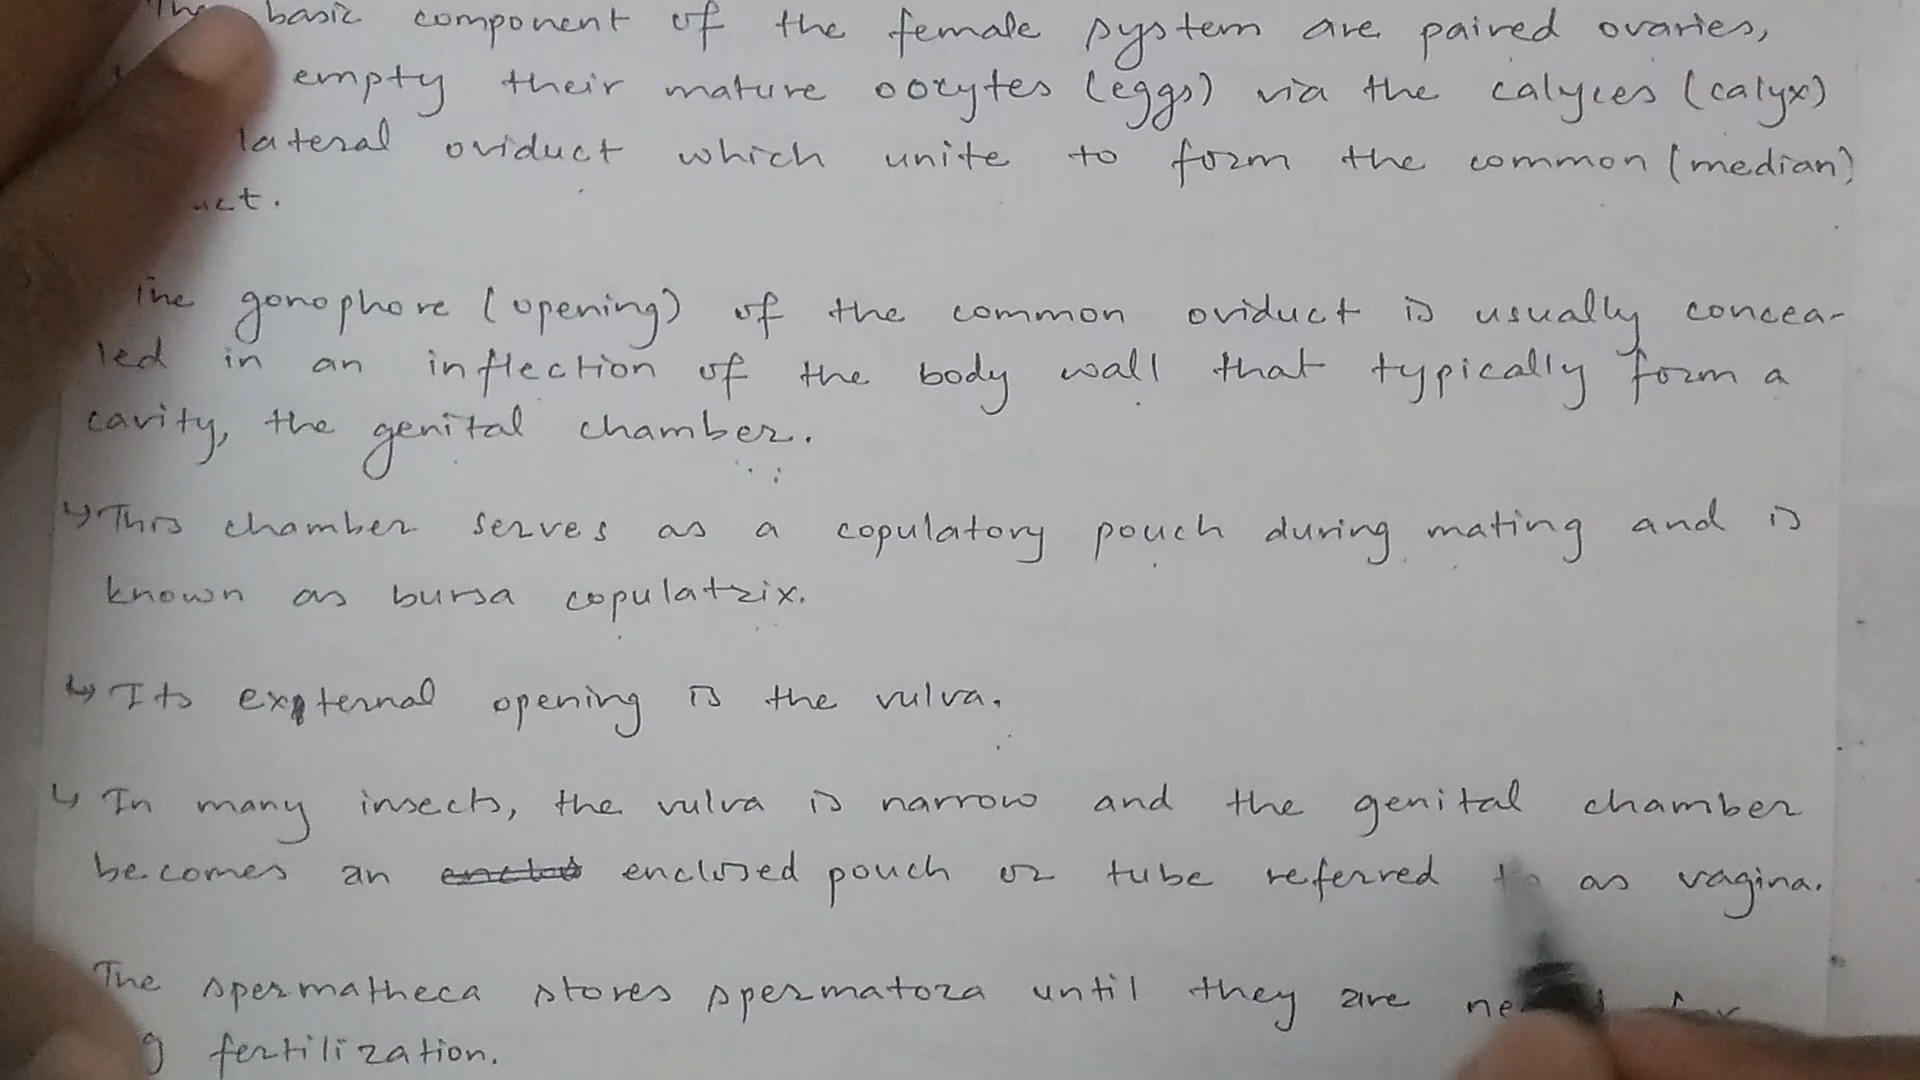 The basic component of the female system are paired ovaries,
empty their mature oocytes (eggs) via the calyces (calyx)
lateral oviduct which unite to form the common (median)
uct.
The gonophore (opening) of the common oviduct is usually concea-
led in an inflection of the body wall that typically form a
cavity, the genital chamber.
↳ This chamber serves as a copulatory pouch during mating and is
known as bursa copulatrix.
↳ Its external opening is the vulva.
↳ In many insects, the vulva is narrow and the genital chamber
becomes an enclosed pouch or tube referred to as vagina.
The spermatheca stores spermatoza until they are for
g fertilization.